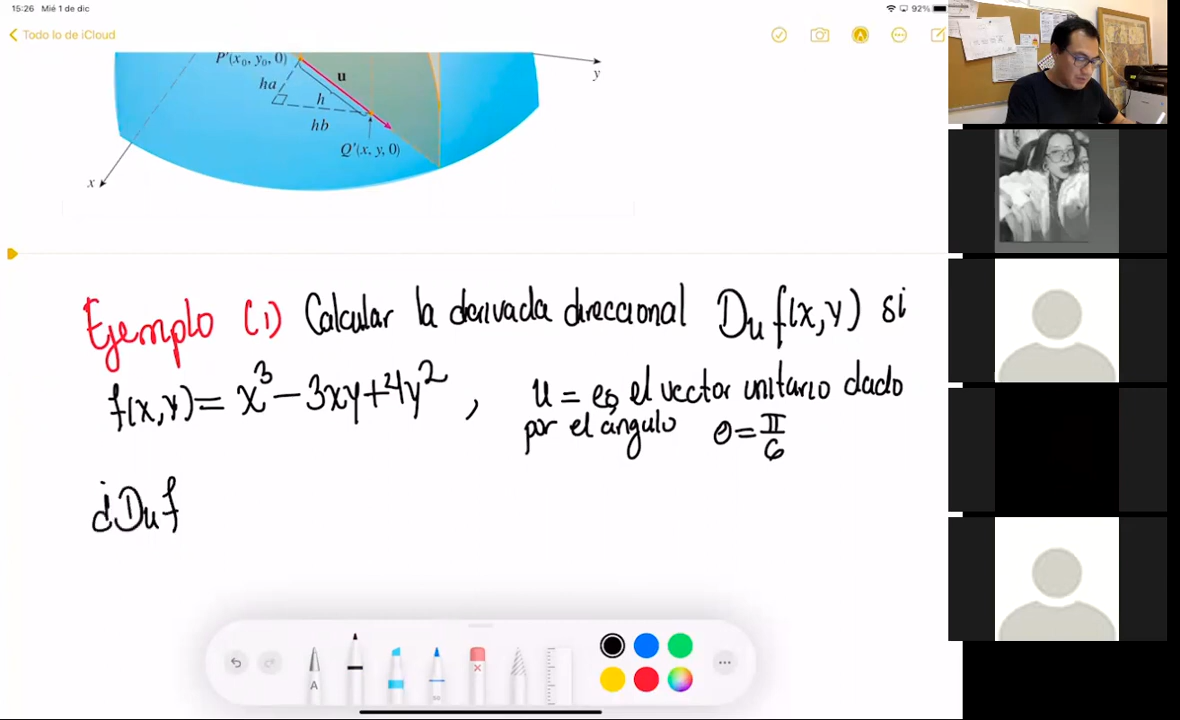 15:26 Mié 1 de dic
92%
Todo lo de iCloud
P'(x₀, y₀, 0)
u
y
ha
h
hb
Q'(x, y, 0)
x
Ejemplo (1) Calcular la derivada direccional Du f(x,y) si
f(x,y) = x³ - 3xy + 4y² , u = es el vector unitario dado
por el ángulo θ = π/6
¿Duf
A